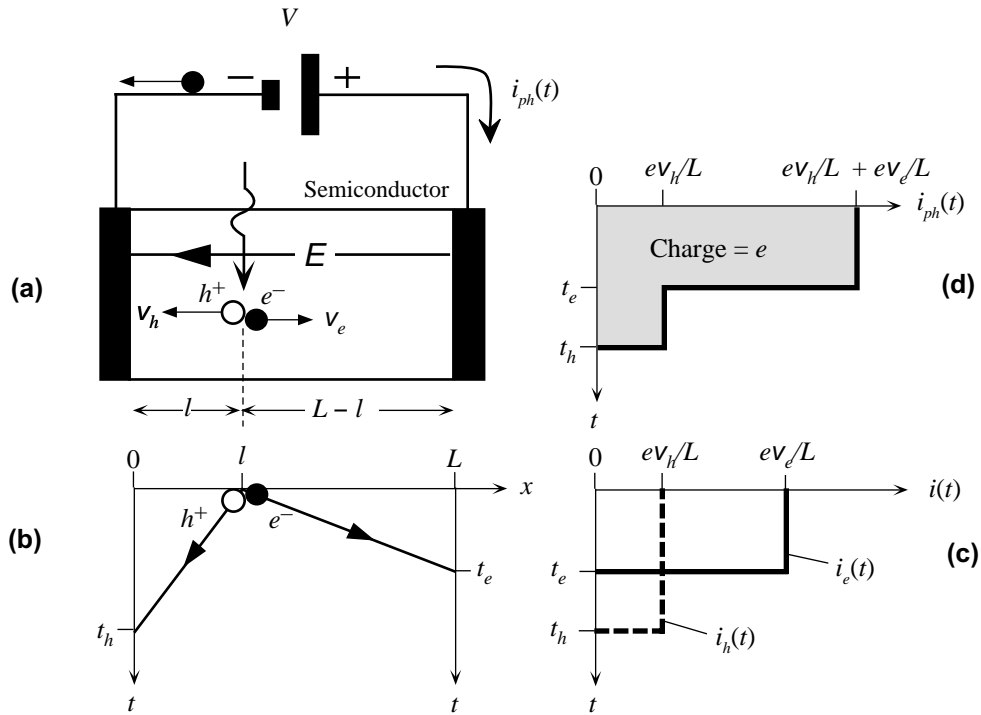 V
− +
i_ph(t)
Semiconductor
E
(a)
h⁺ e⁻
v_h v_e
l L − l
0 ev_h/L ev_h/L + ev_e/L
i_ph(t)
Charge = e
t_e
(d)
t_h
t
0 l L
x
h⁺ e⁻
(b)
t_e
t_h
t t
0 ev_h/L ev_e/L
i(t)
(c)
t_e i_e(t)
t_h i_h(t)
t